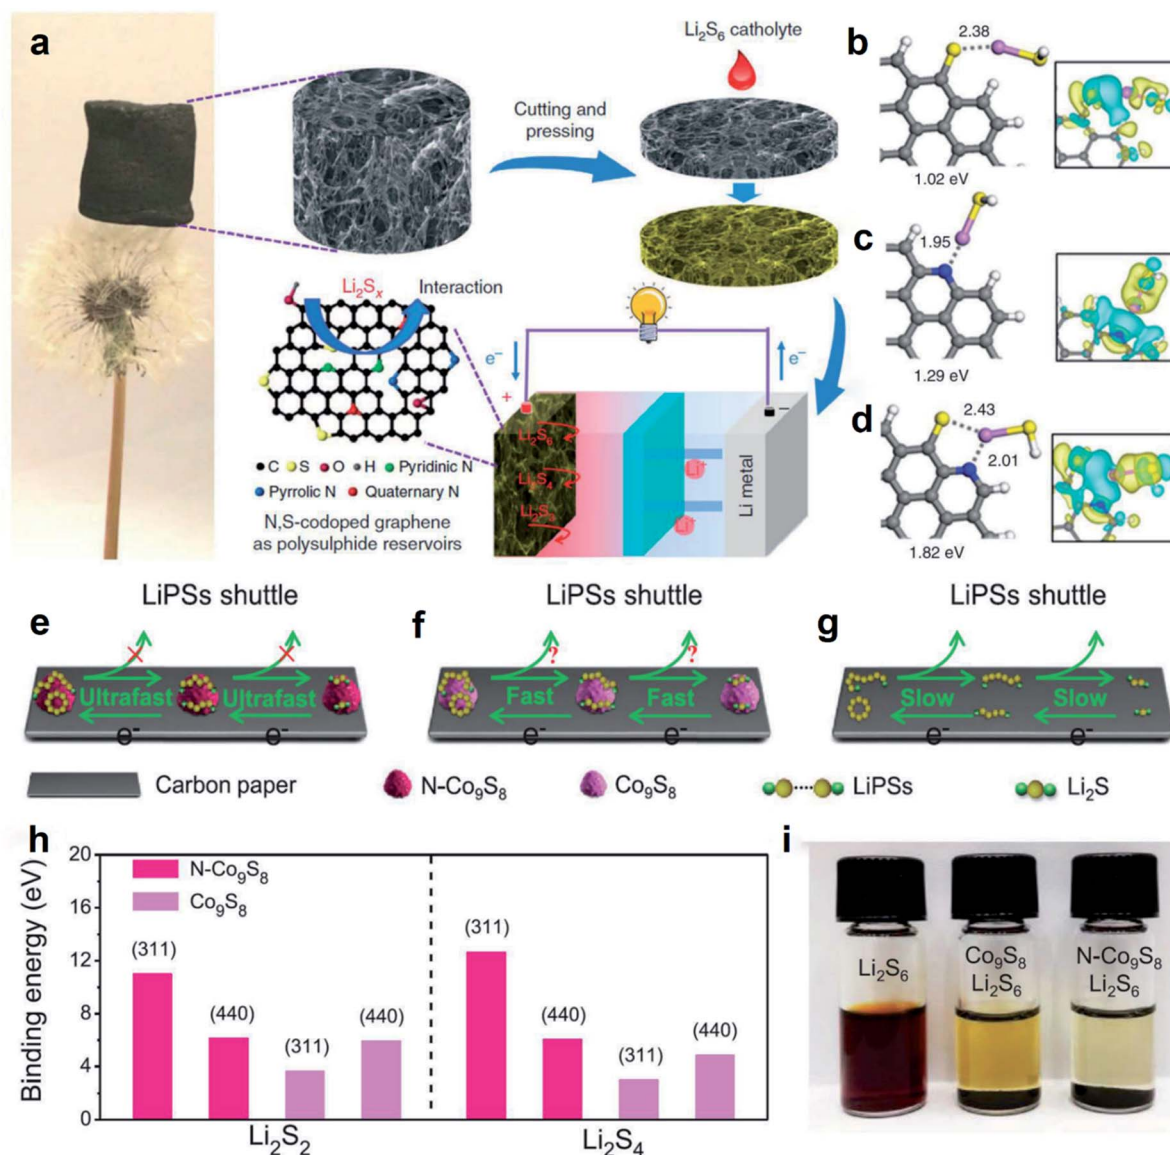 a
Li₂S₆ catholyte
Cutting and
pressing
Li₂Sₓ
Interaction
e⁻
e⁻
+
−
Li₂S₆
Li₂S₄
Li⁺
Li⁺
Li metal
C S O H Pyridinic N
Pyrrolic N Quaternary N
N,S-codoped graphene
as polysulphide reservoirs
b
2.38
1.02 eV
c
1.95
1.29 eV
d
2.43
2.01
1.82 eV
e
LiPSs shuttle
Ultrafast Ultrafast
e⁻ e⁻
f
LiPSs shuttle
? ?
Fast Fast
e⁻ e⁻
g
LiPSs shuttle
Slow Slow
e⁻ e⁻
Carbon paper N-Co₉S₈ Co₉S₈ LiPSs Li₂S
h
Binding energy (eV)
20
16
12
8
4
0
N-Co₉S₈
Co₉S₈
(311)
(440)
(311)
(440)
(311)
(440)
(311)
(440)
Li₂S₂ Li₂S₄
i
Li₂S₆
Co₉S₈
Li₂S₆
N-Co₉S₈
Li₂S₆